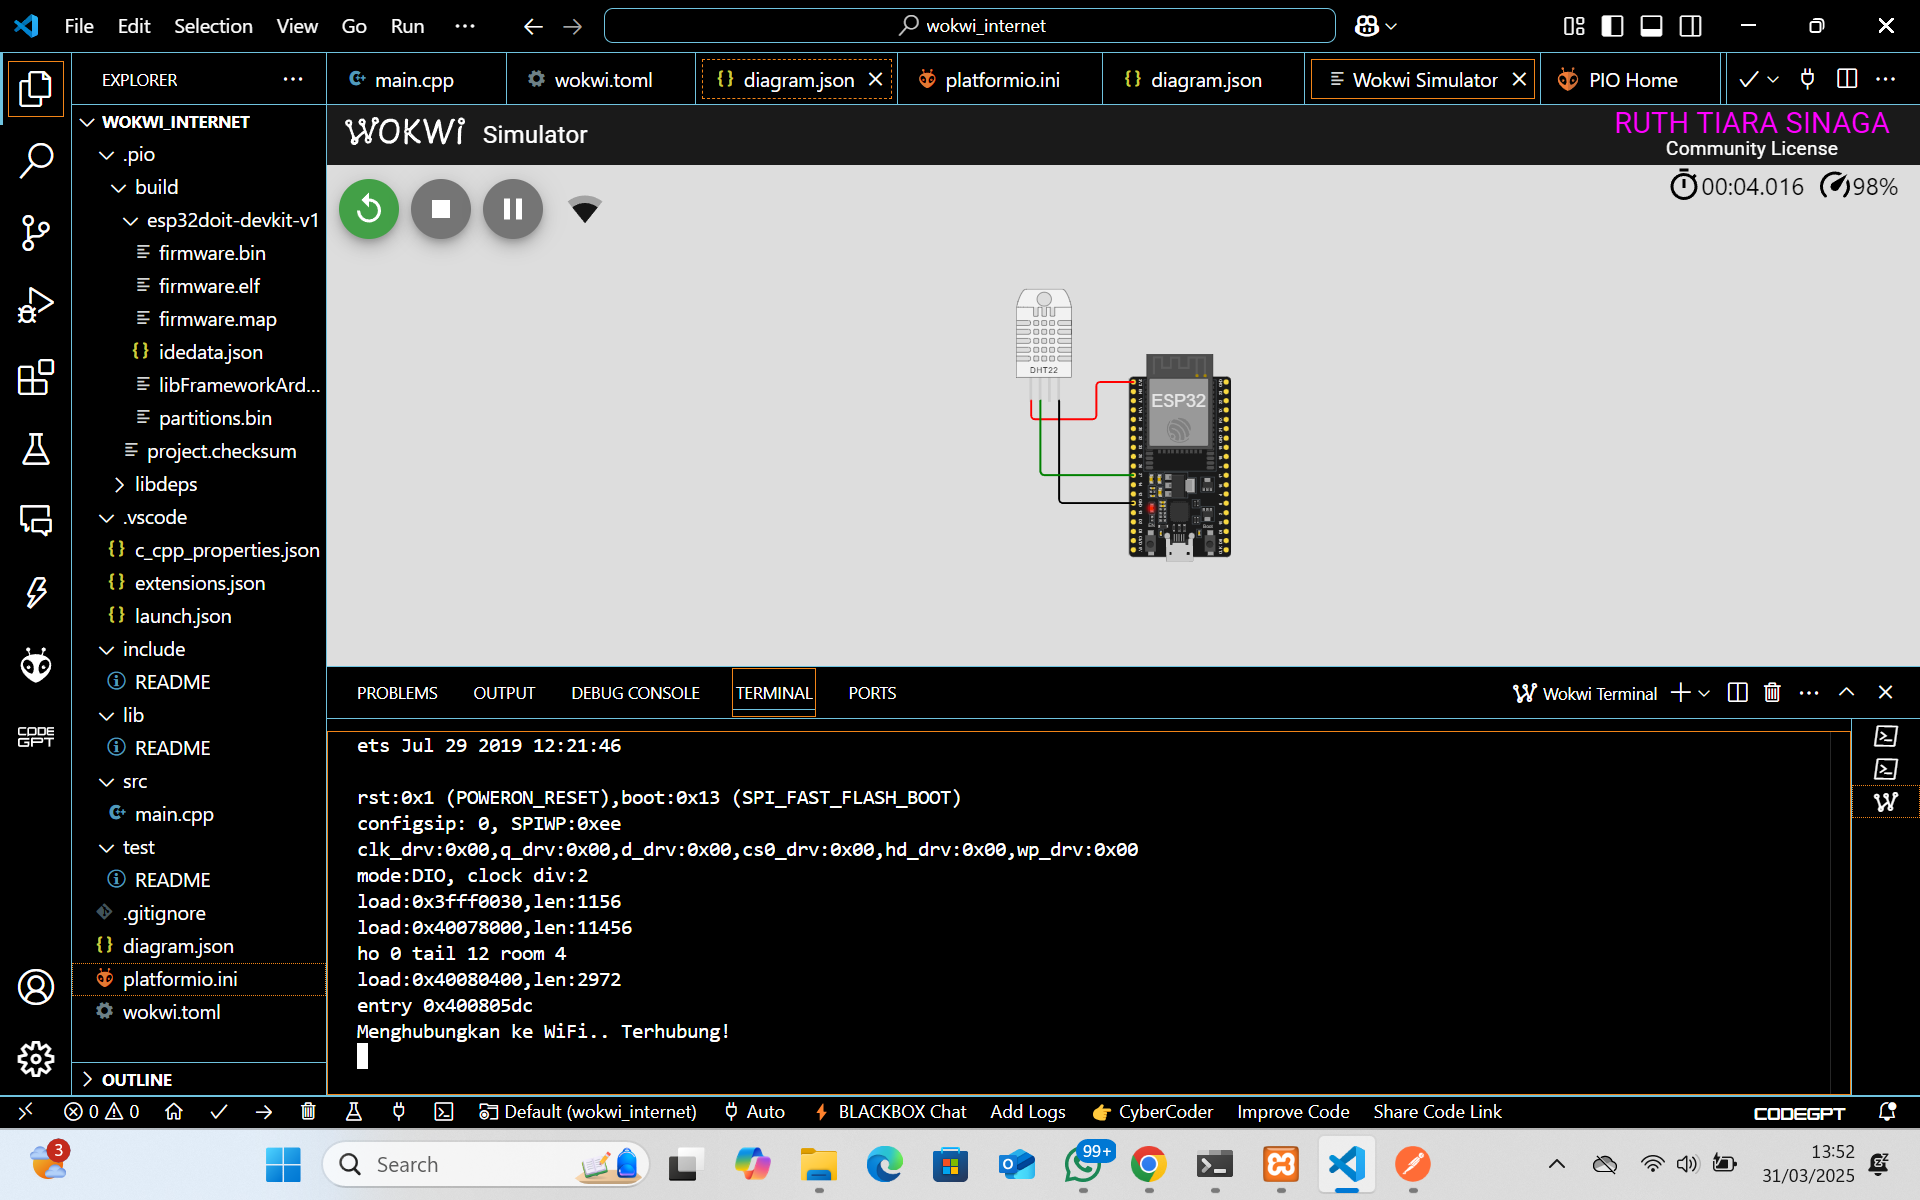 File Edit Selection View Go Run ··· wokwi_internet
EXPLORER ···
main.cpp wokwi.toml diagram.json platformio.ini diagram.json Wokwi Simulator PIO Home
WOKWI_INTERNET
.pio
build
esp32doit-devkit-v1
firmware.bin
firmware.elf
firmware.map
idedata.json
libFrameworkArd...
partitions.bin
project.checksum
libdeps
.vscode
c_cpp_properties.json
extensions.json
launch.json
include
README
lib
README
src
main.cpp
test
README
.gitignore
diagram.json
platformio.ini
wokwi.toml
OUTLINE
CODE
GPT
WOKWi Simulator
RUTH TIARA SINAGA
Community License
00:04.016 98%
DHT22
ESP32
PROBLEMS OUTPUT DEBUG CONSOLE TERMINAL PORTS Wokwi Terminal
ets Jul 29 2019 12:21:46
rst:0x1 (POWERON_RESET),boot:0x13 (SPI_FAST_FLASH_BOOT)
configsip: 0, SPIWP:0xee
clk_drv:0x00,q_drv:0x00,d_drv:0x00,cs0_drv:0x00,hd_drv:0x00,wp_drv:0x00
mode:DIO, clock div:2
load:0x3fff0030,len:1156
load:0x40078000,len:11456
ho 0 tail 12 room 4
load:0x40080400,len:2972
entry 0x400805dc
Menghubungkan ke WiFi.. Terhubung!
0 0 Default (wokwi_internet) Auto BLACKBOX Chat Add Logs CyberCoder Improve Code Share Code Link CODEGPT
3 Search 99+
13:52
31/03/2025